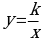 y = k/x